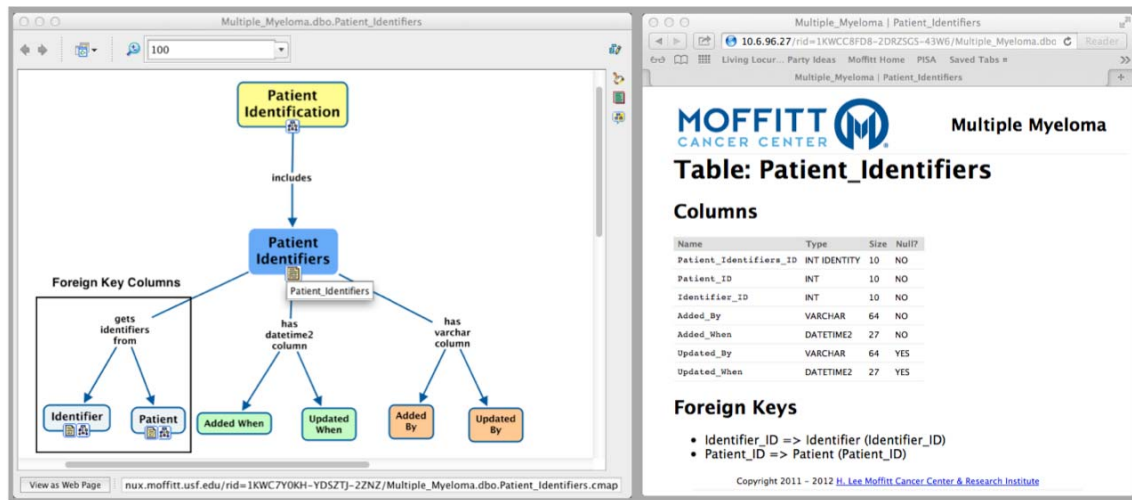 Multiple_Myeloma.dbo.Patient_Identifiers
100
Patient
Identification
includes
Patient
Identifiers
Patient_Identifiers
Foreign Key Columns
gets
identifiers
from
has
datetime2
column
has
varchar
column
Identifier
Patient
Added When
Updated
When
Added
By
Updated
By
View as Web Page
nux.moffitt.usf.edu/rid=1KWC7Y0KH-YDSZTJ-2ZNZ/Multiple_Myeloma.dbo.Patient_Identifiers.cmap
Multiple_Myeloma | Patient_Identifiers
10.6.96.27/rid=1KWCC8FD8-2DRZSGS-43W6/Multiple_Myeloma.dbo
Reader
Living Locur... Party Ideas Moffitt Home PISA Saved Tabs
Multiple_Myeloma | Patient_Identifiers
MOFFITT M
CANCER CENTER
Multiple Myeloma
Table: Patient_Identifiers
Columns
Name Type Size Null?
Patient_Identifiers_ID INT IDENTITY 10 NO
Patient_ID INT 10 NO
Identifier_ID INT 10 NO
Added_By VARCHAR 64 NO
Added_When DATETIME2 27 NO
Updated_By VARCHAR 64 YES
Updated_When DATETIME2 27 YES
Foreign Keys
• Identifier_ID => Identifier (Identifier_ID)
• Patient_ID => Patient (Patient_ID)
Copyright 2011 - 2012 H. Lee Moffitt Cancer Center & Research Institute